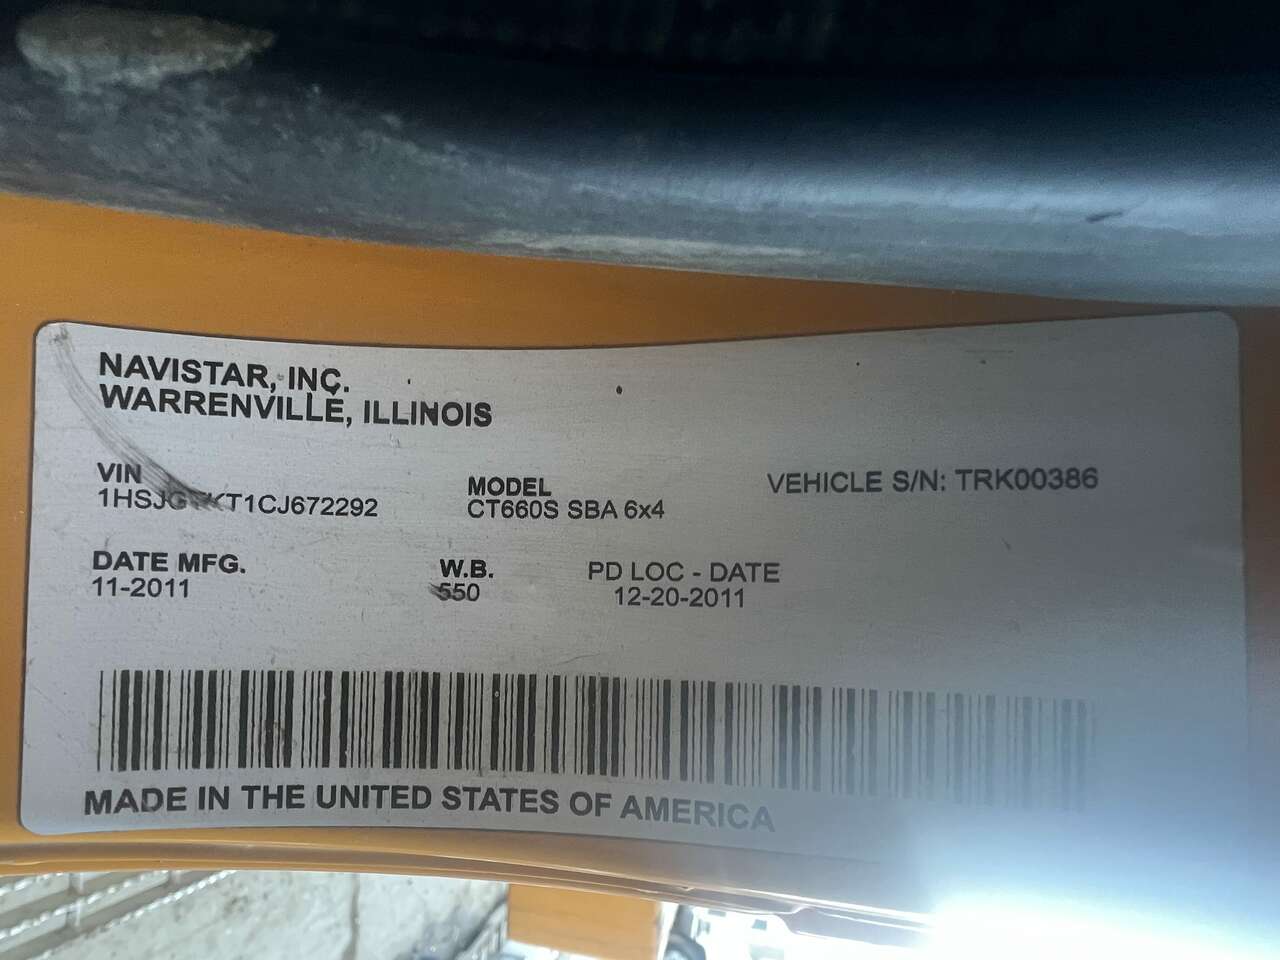 NAVISTAR, INC.
WARRENVILLE, ILLINOIS
VIN
MODEL
CT660S SBA 6x4
VEHICLE S/N: TRK00386
DATE MFG.
11-2011
W.B.
550
PD LOC - DATE
12-20-2011
MADE IN THE UNITED STATES OF AMERICA